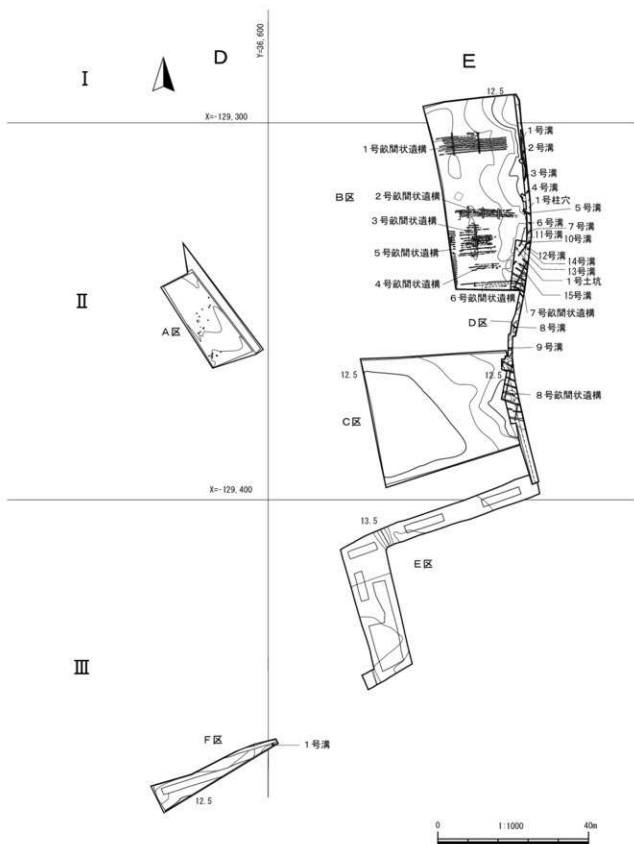 Y=36,600
D
E
I
X=-129,300
12.5
1号溝
2号溝
1号畝間状遺構
3号溝
4号溝
1号柱穴
2号畝間状遺構
B区
5号溝
3号畝間状遺構
6号溝
7号溝
11号溝
10号溝
5号畝間状遺構
12号溝
14号溝
13号溝
4号畝間状遺構
1号土坑
6号畝間状遺構
15号溝
II
7号畝間状遺構
D区
8号溝
A区
9号溝
12.5
12.5
8号畝間状遺構
C区
X=-129,400
13.5
E区
III
F区
1号溝
12.5
0
1:1000
40m